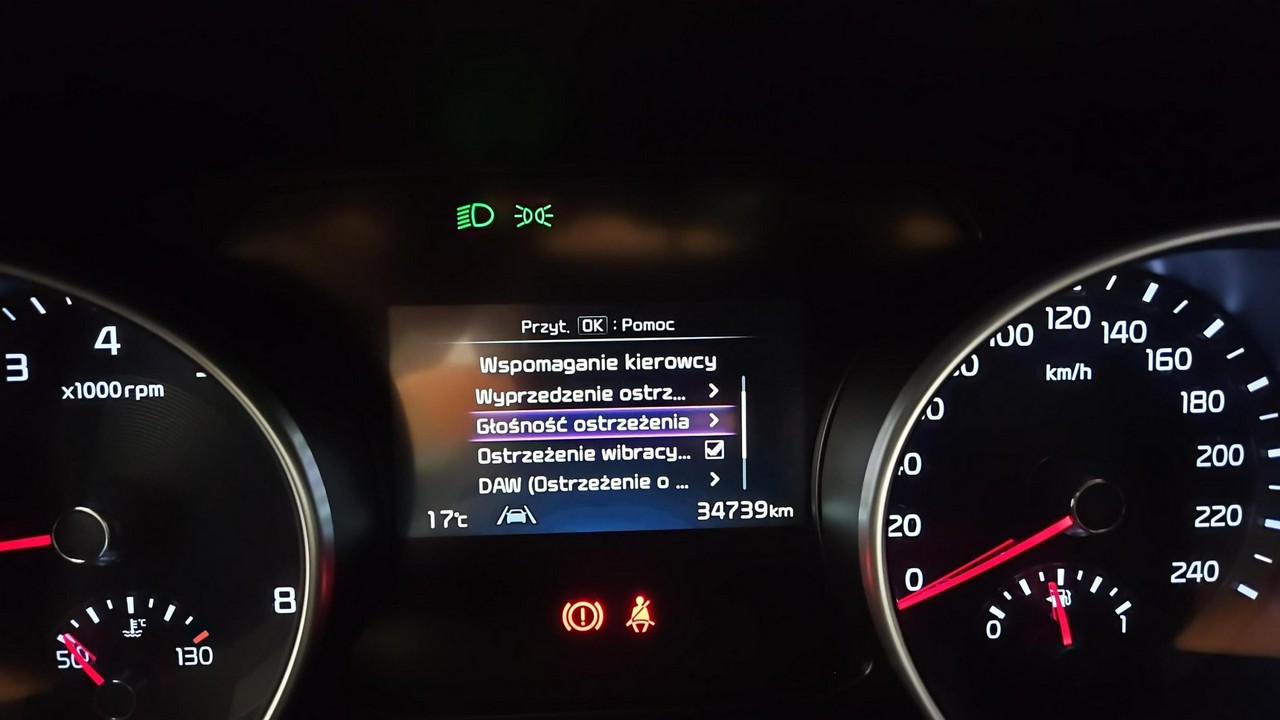 Przyt. OK : Pomoc
Wspomaganie kierowcy
Wyprzedzenie ostrz...
Głośność ostrzeżenia
Ostrzeżenie wibracy...
DAW (Ostrzeżenie o ...
17℃
34739km
3
4
x1000rpm
8
50
℃
130
0
20
100
120
140
160
180
200
220
240
km/h
0
1